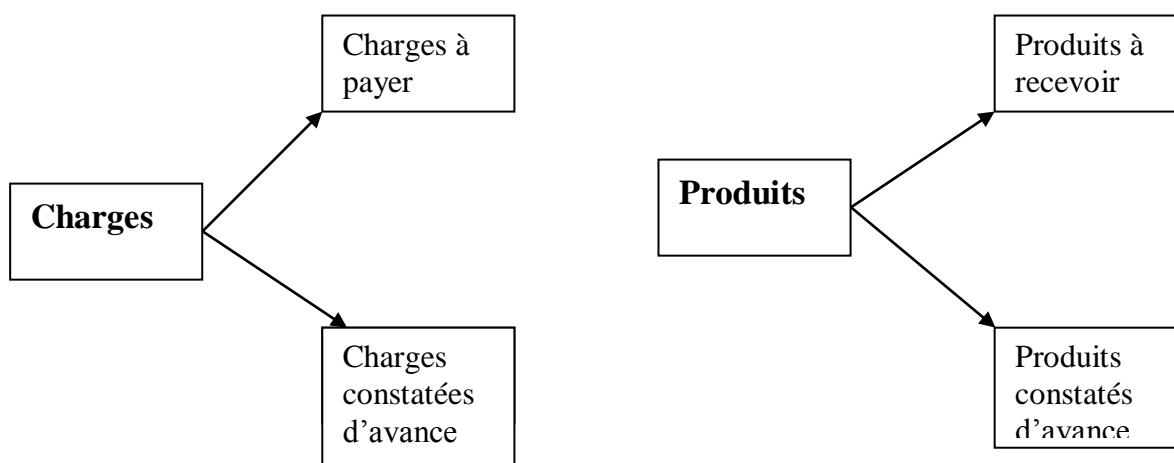 Charges à
payer
Charges
Charges
constatées
d’avance
Produits à
recevoir
Produits
Produits
constatés
d’avance